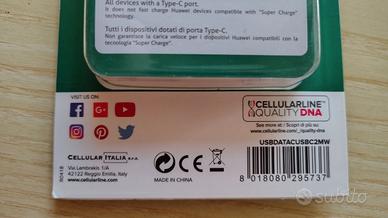 All devices with a Type-C port.
It does not fast charge Huawei devices compatible with "Super Charge"
technology.
Tutti i dispositivi dotati di porta Type-C.
Non garantisce la carica veloce per i dispositivi Huawei compatibili con la
tecnologia "Super Charge".
VISIT US ON:
CELLULARLINE
QUALITY DNA
See more at: / Scopri di più su:
www.cellularline.com/_/quality-dna
USBDATACUSBC2MW
CELLULAR ITALIA S.p.A.
Via Lambrakis, 1/A
42122 Reggio Emilia, Italy
www.cellularline.com
MADE IN CHINA
8 018080 295737
subito